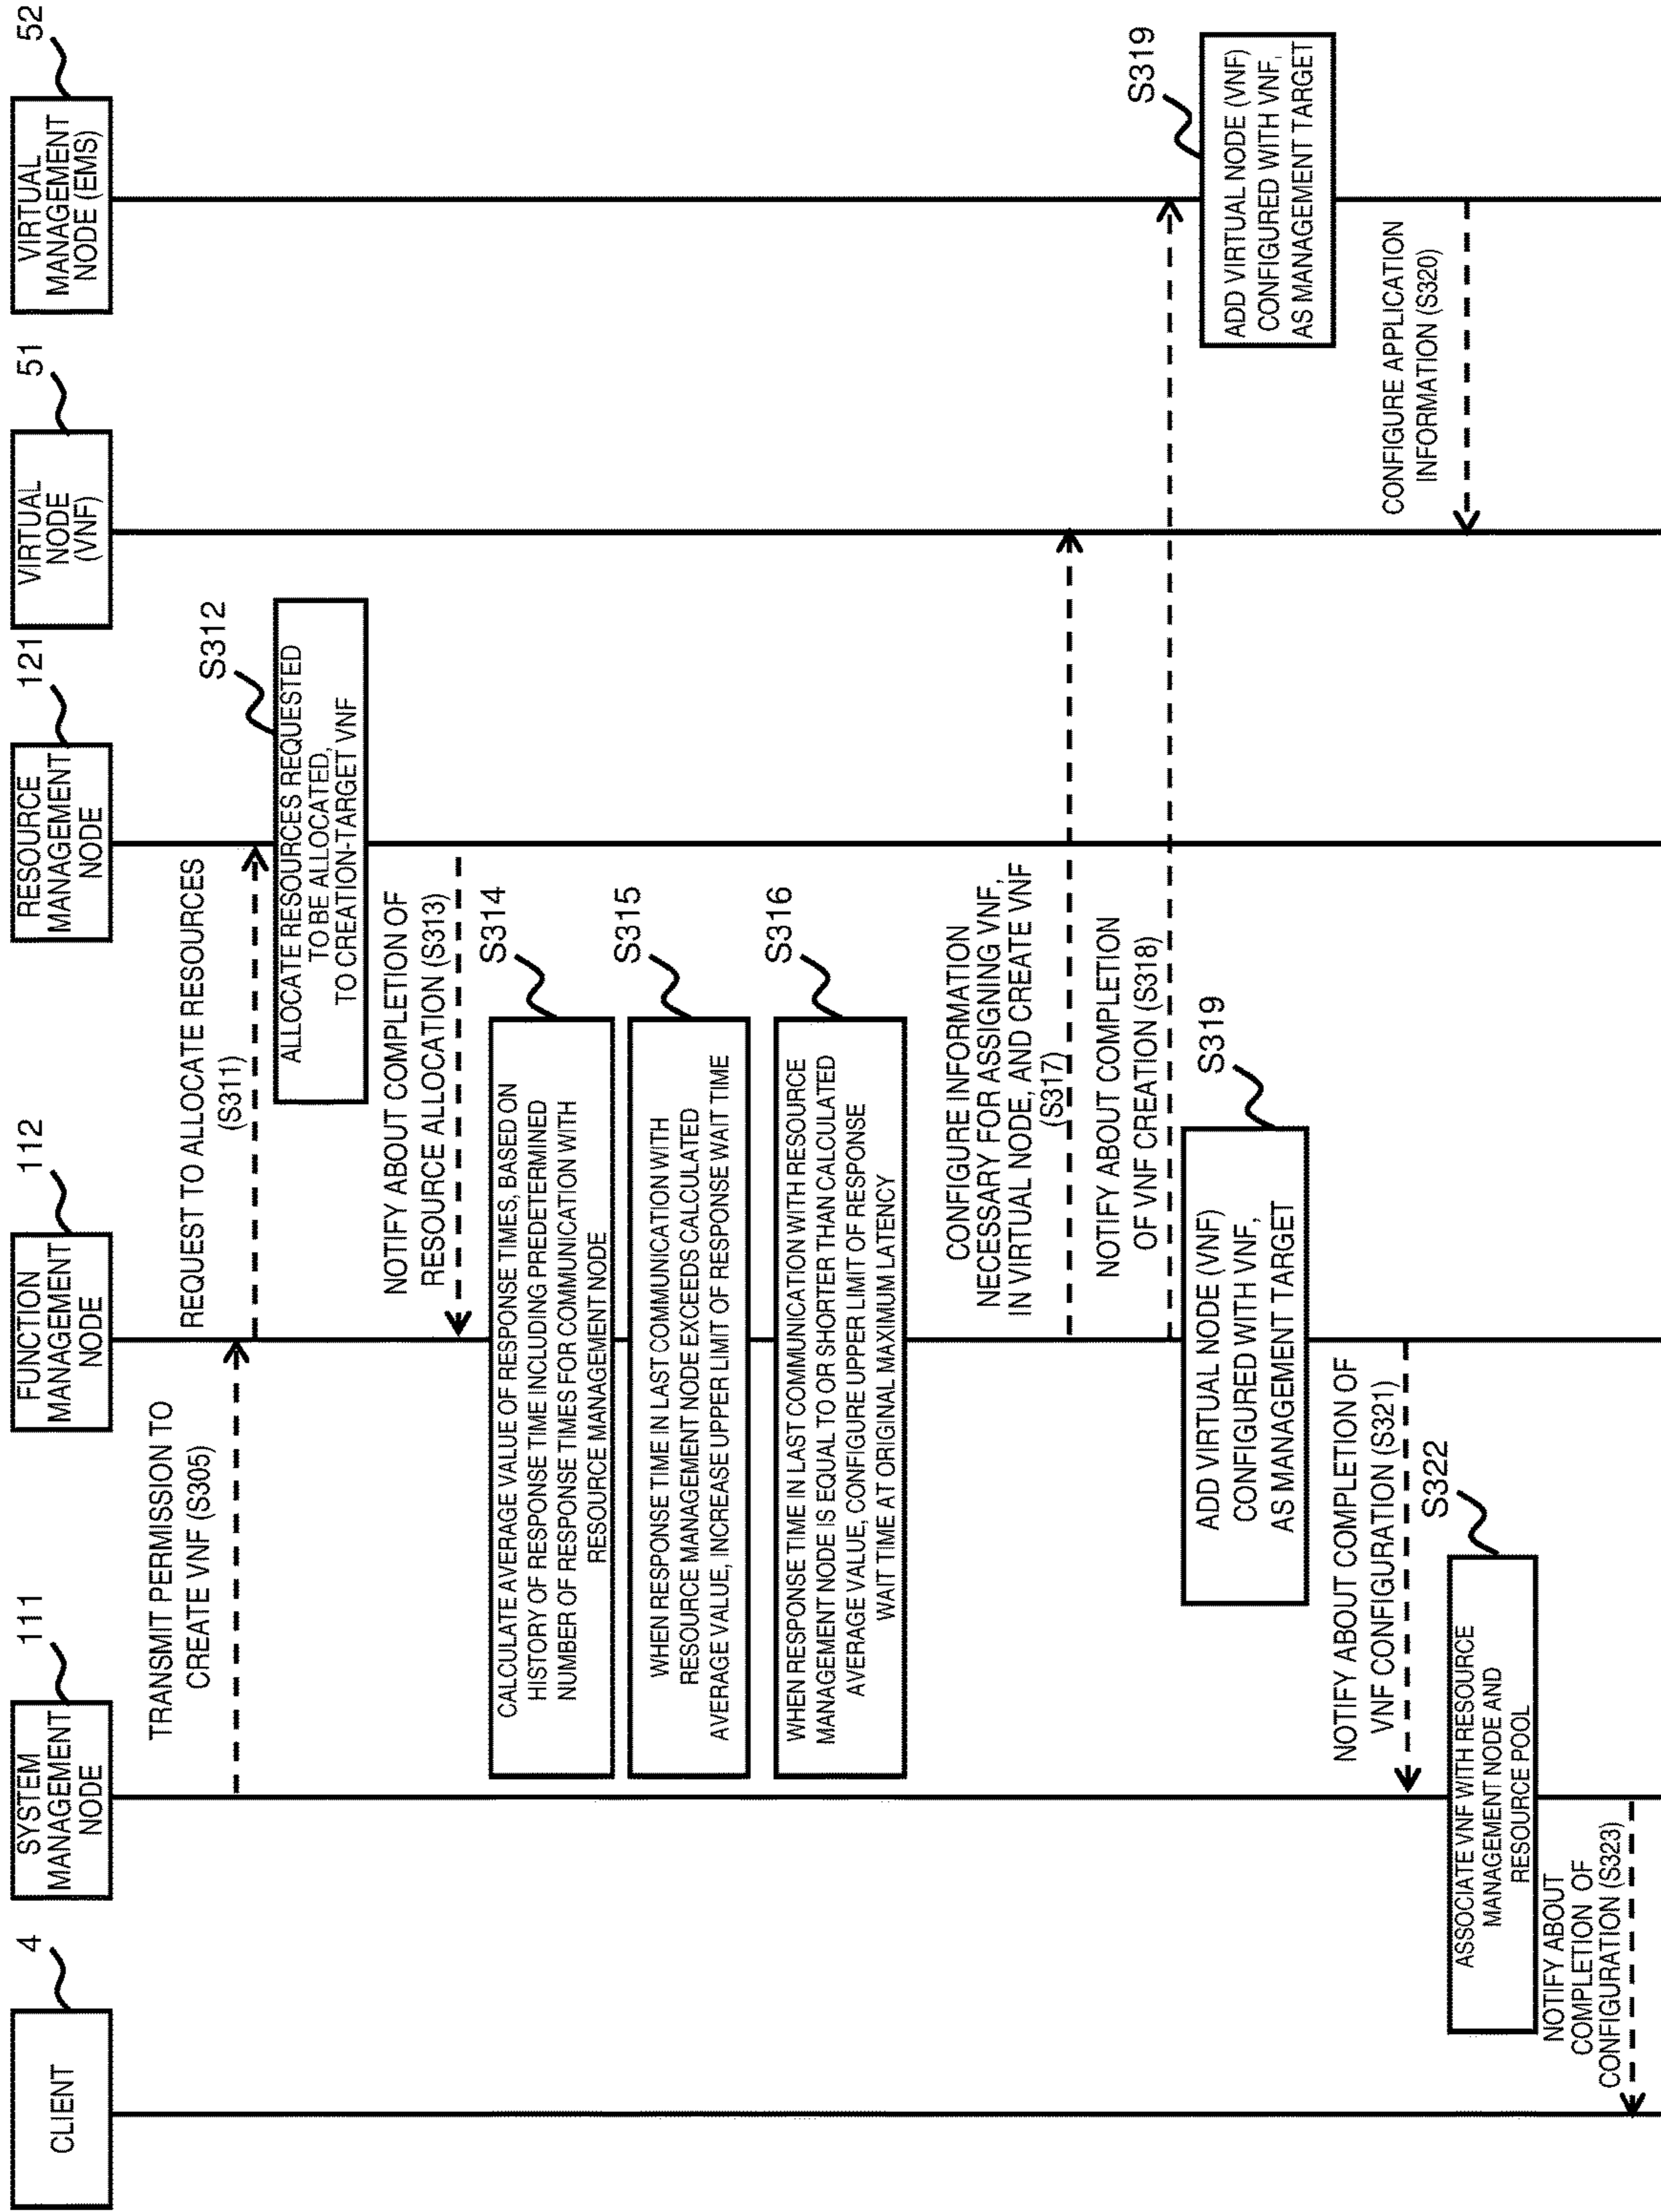 CLIENT
4
SYSTEM
MANAGEMENT
NODE
111
FUNCTION
MANAGEMENT
NODE
112
RESOURCE
MANAGEMENT
NODE
121
VIRTUAL
NODE
(VNF)
51
VIRTUAL
MANAGEMENT
NODE (EMS)
52
TRANSMIT PERMISSION TO
CREATE VNF (S305)
REQUEST TO ALLOCATE RESOURCES
(S311)
S312
ALLOCATE RESOURCES REQUESTED
TO BE ALLOCATED,
TO CREATION-TARGET VNF
NOTIFY ABOUT COMPLETION OF
RESOURCE ALLOCATION (S313)
S314
CALCULATE AVERAGE VALUE OF RESPONSE TIMES, BASED ON
HISTORY OF RESPONSE TIME INCLUDING PREDETERMINED
NUMBER OF RESPONSE TIMES FOR COMMUNICATION WITH
RESOURCE MANAGEMENT NODE
S315
WHEN RESPONSE TIME IN LAST COMMUNICATION WITH
RESOURCE MANAGEMENT NODE EXCEEDS CALCULATED
AVERAGE VALUE, INCREASE UPPER LIMIT OF RESPONSE WAIT TIME
S316
WHEN RESPONSE TIME IN LAST COMMUNICATION WITH RESOURCE
MANAGEMENT NODE IS EQUAL TO OR SHORTER THAN CALCULATED
AVERAGE VALUE, CONFIGURE UPPER LIMIT OF RESPONSE
WAIT TIME AT ORIGINAL MAXIMUM LATENCY
CONFIGURE INFORMATION
NECESSARY FOR ASSIGNING VNF,
IN VIRTUAL NODE, AND CREATE VNF
(S317)
NOTIFY ABOUT COMPLETION
OF VNF CREATION (S318)
S319
ADD VIRTUAL NODE (VNF)
CONFIGURED WITH VNF,
AS MANAGEMENT TARGET
S319
ADD VIRTUAL NODE (VNF)
CONFIGURED WITH VNF,
AS MANAGEMENT TARGET
CONFIGURE APPLICATION
INFORMATION (S320)
NOTIFY ABOUT COMPLETION OF
VNF CONFIGURATION (S321)
S322
ASSOCIATE VNF WITH RESOURCE
MANAGEMENT NODE AND
RESOURCE POOL
NOTIFY ABOUT
COMPLETION OF
CONFIGURATION (S323)